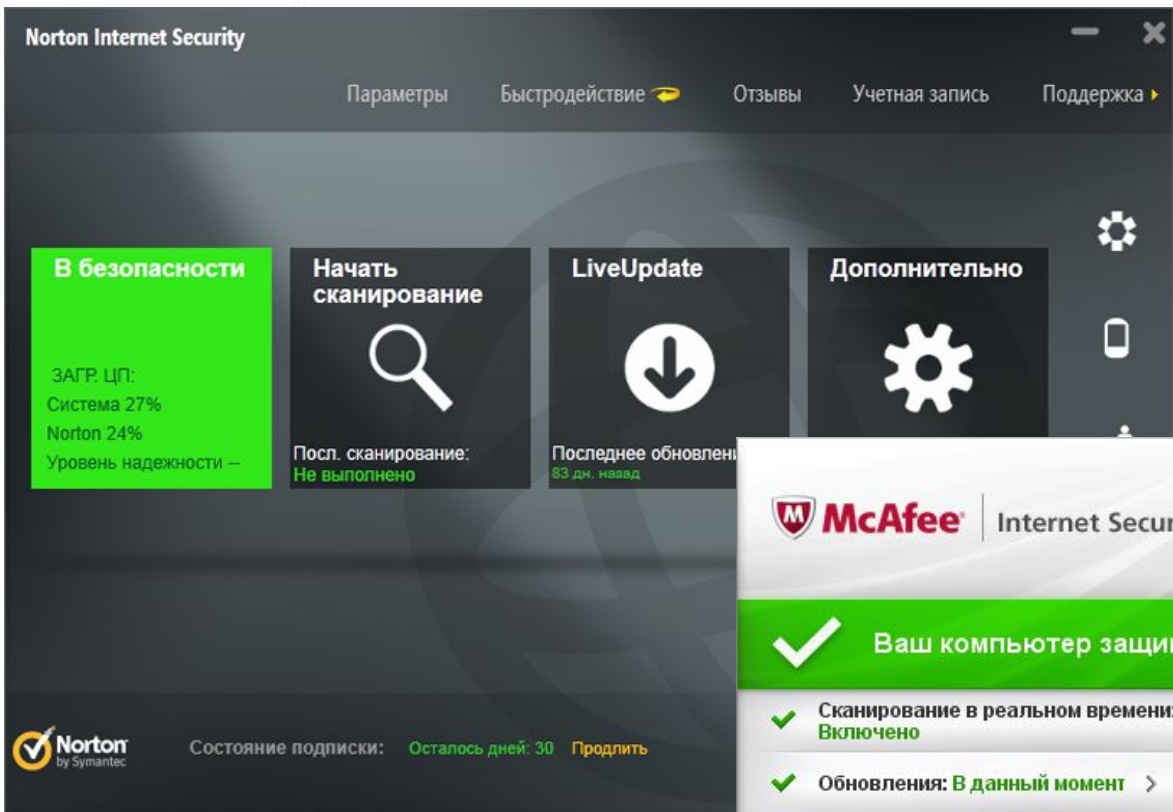 Norton Internet Security
Параметры Быстродействие Отзывы Учетная запись Поддержка
В безопасности
ЗАГР. ЦП:
Система 27%
Norton 24%
Уровень надежности --
Начать
сканирование
Посл. сканирование:
Не выполнено
LiveUpdate
Последнее обновлени
83 дн. назад
Дополнительно
Norton
by Symantec
Состояние подписки: Осталось дней: 30 Продлить
McAfee Internet Secur
Ваш компьютер защи
Сканирование в реальном времени:
Включено
Обновления: В данный момент